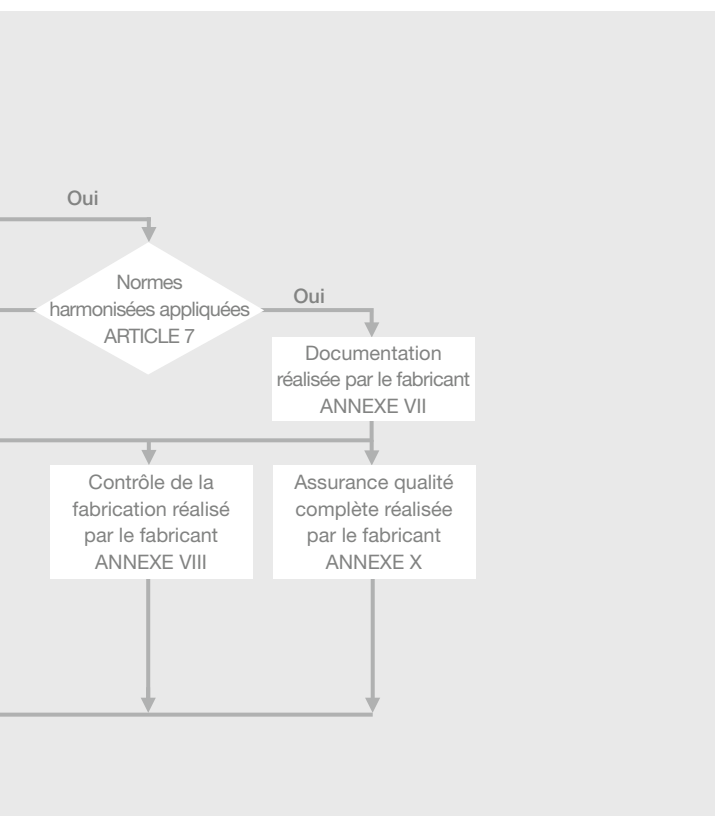 Oui
Normes
harmonisées appliquées
ARTICLE 7
Oui
Documentation
réalisée par le fabricant
ANNEXE VII
Contrôle de la
fabrication réalisé
par le fabricant
ANNEXE VIII
Assurance qualité
complète réalisée
par le fabricant
ANNEXE X